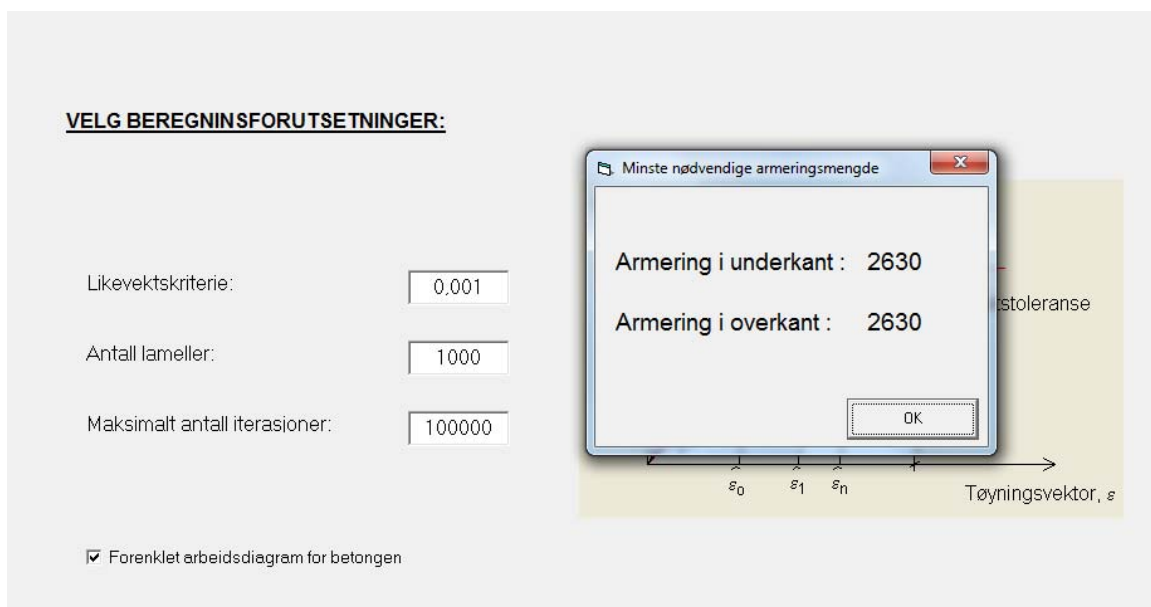 VELG BEREGNINSFORUTSETNINGER:
Minste nødvendige armeringsmengde
Armering i underkant : 2630
Armering i overkant : 2630
OK
Likevektskriterie: 0,001
Antall lameller: 1000
Maksimalt antall iterasjoner: 100000
tstoleranse
ε0 ε1 εn
Tøyningsvektor, ε
Forenklet arbeidsdiagram for betongen